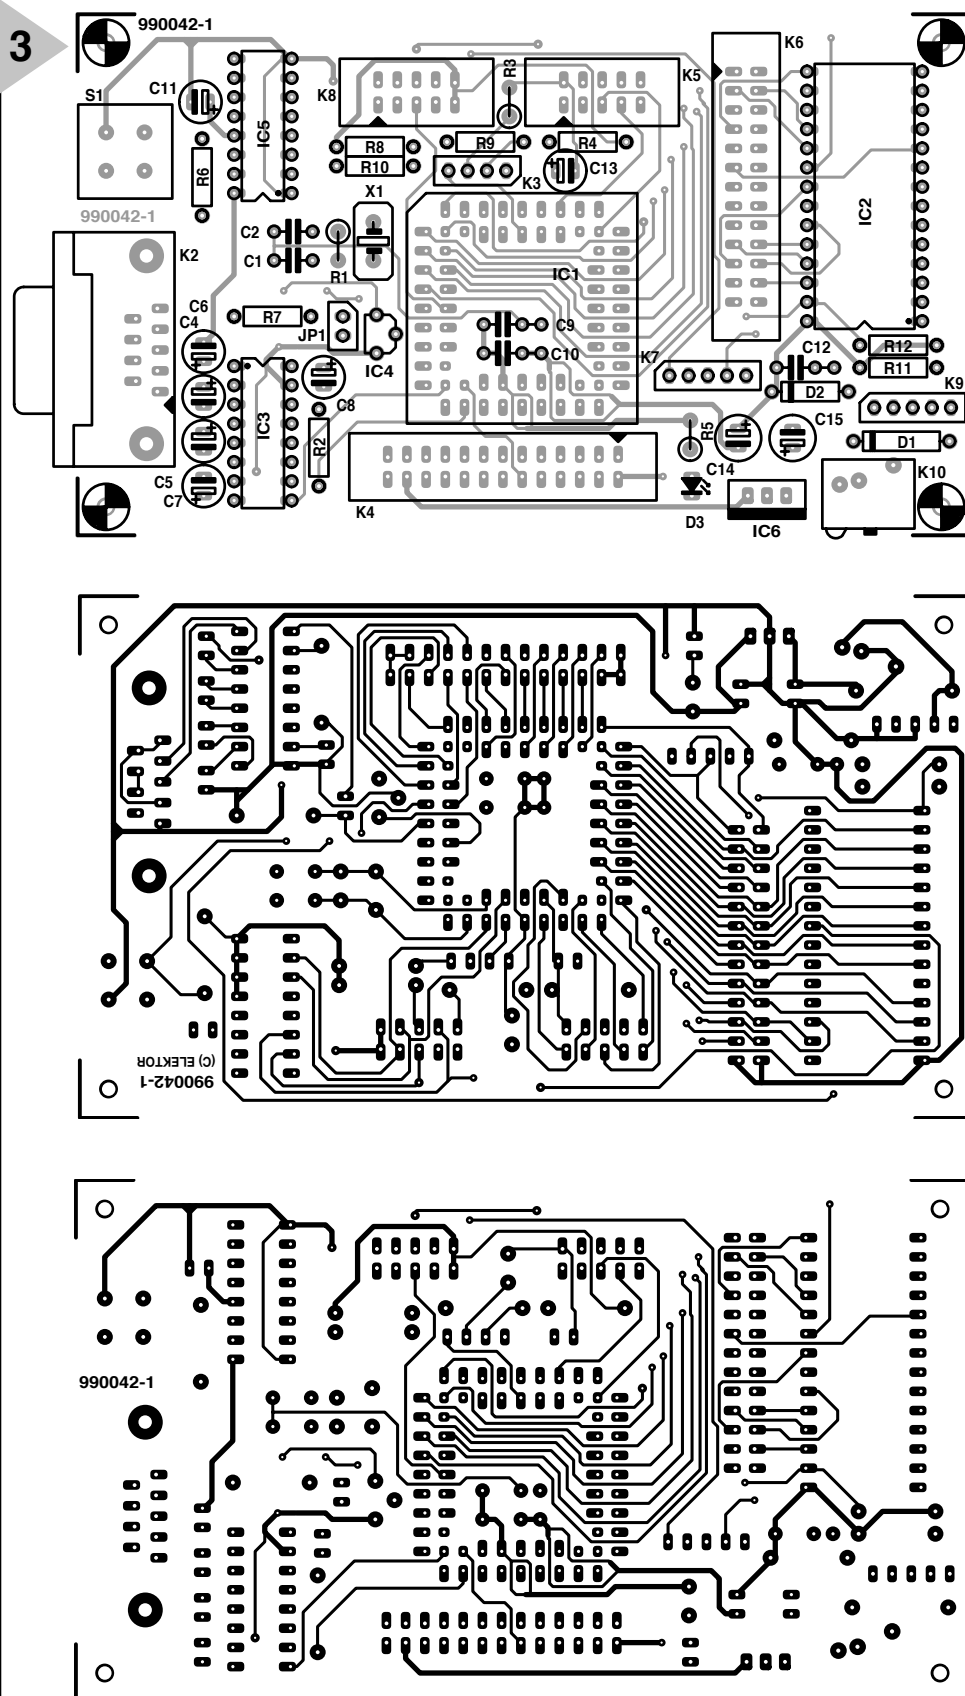 3
990042-1
K6
S1
C11
K8
R3
K5
IC5
R8
R9
R4
R6
R10
K3
C13
X1
IC2
990042-1
C2
K2
C1
R1
IC1
C6
R7
C4
JP1
C9
C10
K7
C12
R12
R11
IC4
K9
D2
IC3
C8
C15
R2
R5
D1
C5
C14
K10
C7
K4
D3
IC6
(C) ELEKTOR
990042-1
990042-1